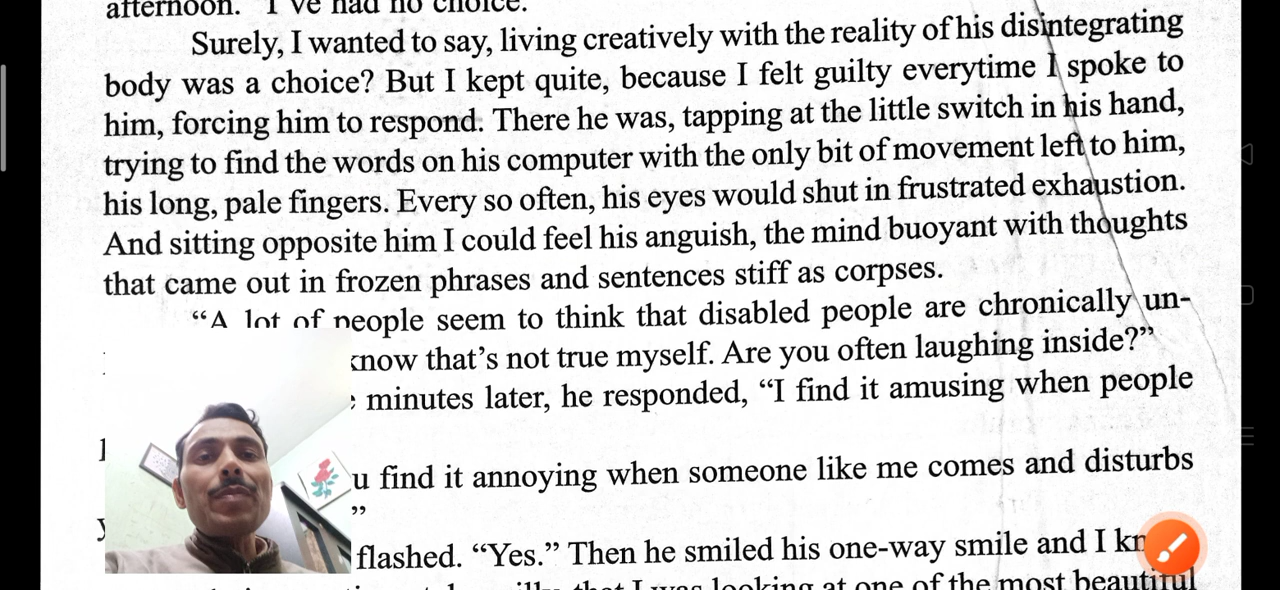 afternoon. "I've had no choice."
Surely, I wanted to say, living creatively with the reality of his disintegrating
body was a choice? But I kept quite, because I felt guilty everytime I spoke to
him, forcing him to respond. There he was, tapping at the little switch in his hand,
trying to find the words on his computer with the only bit of movement left to him,
his long, pale fingers. Every so often, his eyes would shut in frustrated exhaustion.
And sitting opposite him I could feel his anguish, the mind buoyant with thoughts
that came out in frozen phrases and sentences stiff as corpses.
“A lot of people seem to think that disabled people are chronically un-
know that’s not true myself. Are you often laughing inside?”
minutes later, he responded, “I find it amusing when people
find it annoying when someone like me comes and disturbs
”
flashed. “Yes.” Then he smiled his one-way smile and I
that I was looking at one of the most beautiful